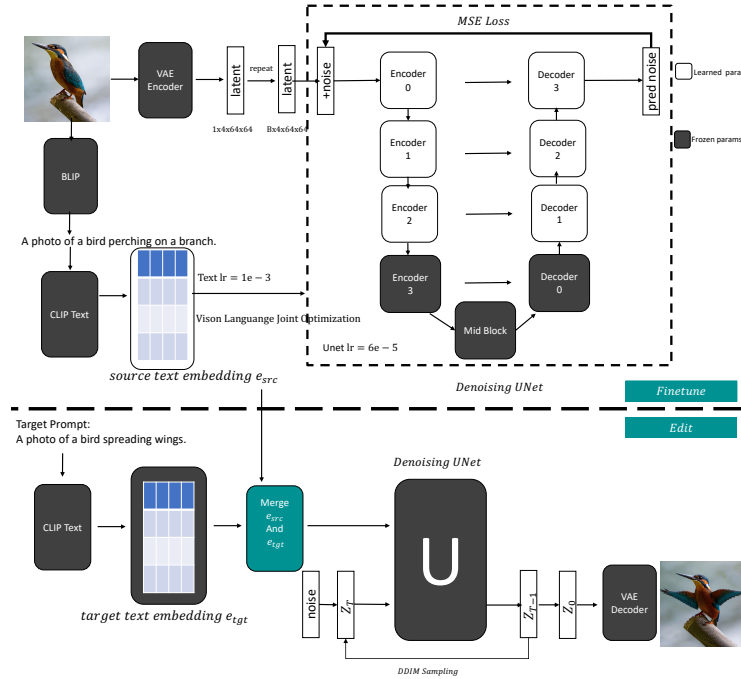 MSE Loss
VAE
Encoder
latent
repeat
latent
+noise
Encoder
0
Decoder
3
pred noise
Learned para
1x4x64x64
Bx4x64x64
Encoder
1
Decoder
2
Frozen params
BLIP
Encoder
2
Decoder
1
A photo of a bird perching on a branch.
CLIP Text
Text lr = 1e − 3
Encoder
3
Decoder
0
Vison Languange Joint Optimization
Mid Block
Unet lr = 6e − 5
source text embedding e_src
Denoising UNet
Finetune
Edit
Target Prompt:
A photo of a bird spreading wings.
Denoising UNet
CLIP Text
Merge
e_src
And
e_tgt
U
noise
Z_T
Z_T−1
Z_0
VAE
Decoder
target text embedding e_tgt
DDIM Sampling